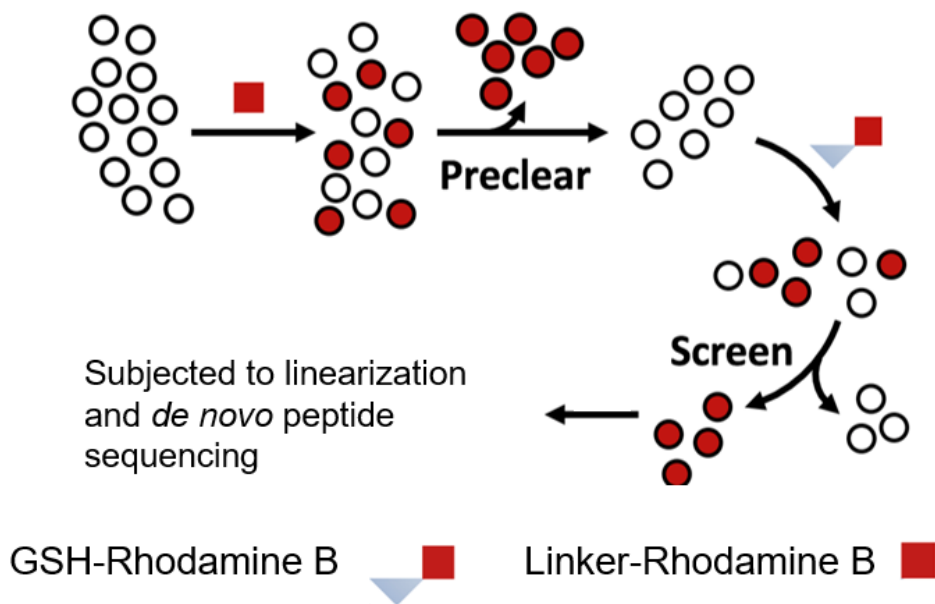 Preclear
Screen
Subjected to linearization
and de novo peptide
sequencing
GSH-Rhodamine B
Linker-Rhodamine B